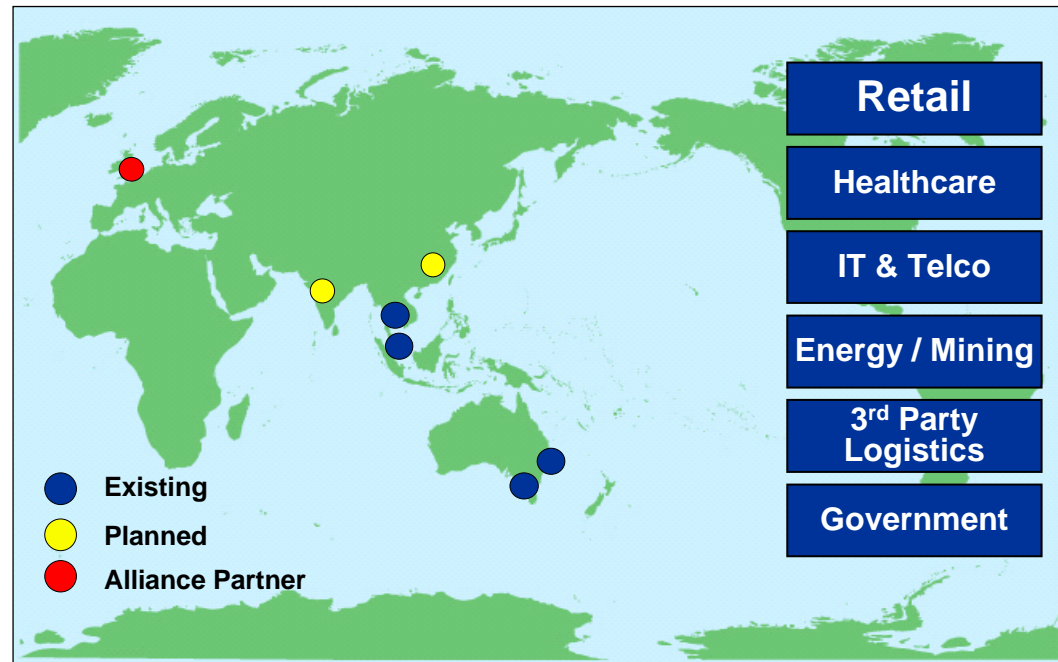 Retail
Healthcare
IT & Telco
Energy / Mining
3rd Party
Logistics
Government
Existing
Planned
Alliance Partner